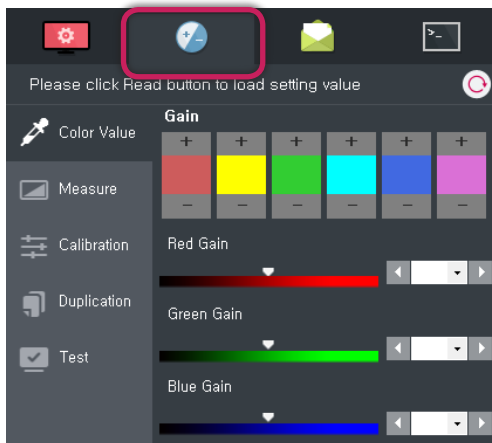 >_
Please click Read button to load setting value
Color Value
Gain
+ + + + + +
− − − − − −
Measure
Calibration
Red Gain
Duplication
Green Gain
Test
Blue Gain